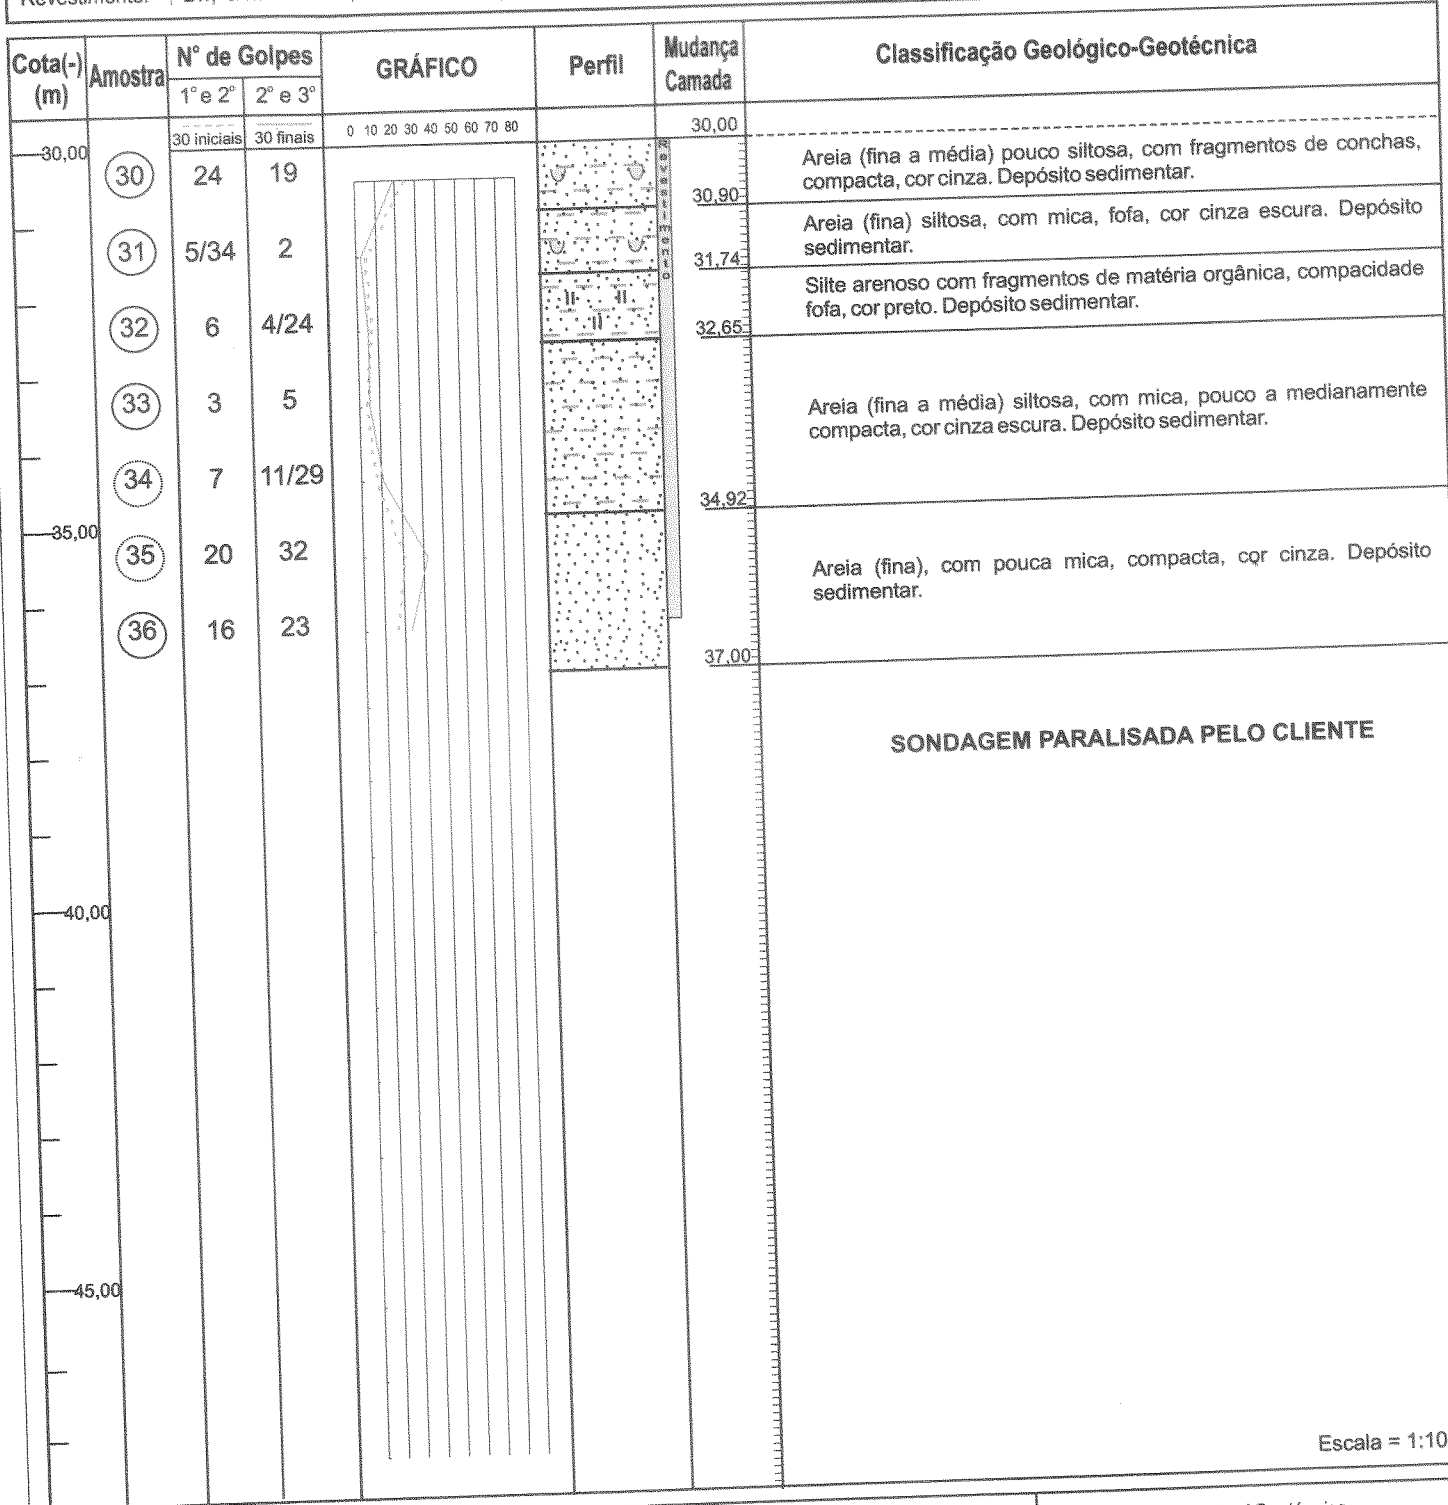 Cota(-)
(m)
Amostra
N° de Golpes
1° e 2°
2° e 3°
30 iniciais
30 finais
GRÁFICO
0 10 20 30 40 50 60 70 80
Perfil
Mudança
Camada
Classificação Geológico-Geotécnica
30,00
30,00
30 24 19
Areia (fina a média) pouco siltosa, com fragmentos de conchas,
compacta, cor cinza. Depósito sedimentar.
30,90
Revestimento
31 5/34 2
Areia (fina) siltosa, com mica, fofa, cor cinza escura. Depósito
sedimentar.
31,74
Silte arenoso com fragmentos de matéria orgânica, compacidade
fofa, cor preto. Depósito sedimentar.
32 6 4/24
32,65
33 3 5
Areia (fina a média) siltosa, com mica, pouco a medianamente
compacta, cor cinza escura. Depósito sedimentar.
34 7 11/29
34,92
35,00
35 20 32
Areia (fina), com pouca mica, compacta, cor cinza. Depósito
sedimentar.
36 16 23
37,00
SONDAGEM PARALISADA PELO CLIENTE
40,00
45,00
Escala = 1:10